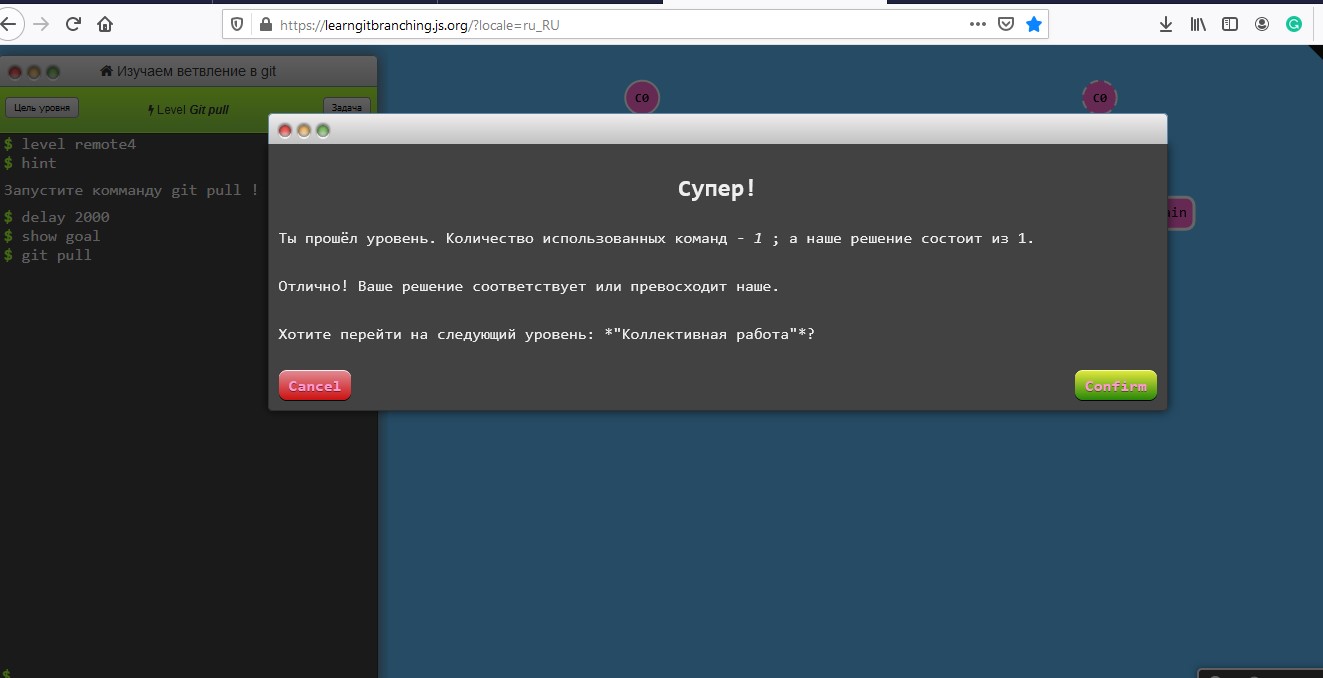 https://learngitbranching.js.org/?locale=ru_RU
Изучаем ветвление в git
Цель уровня
Level Git pull
Задача
$ level remote4
$ hint
Запустите комманду git pull !
$ delay 2000
$ show goal
$ git pull
$
C0
C0
Супер!
Ты прошёл уровень. Количество использованных команд - 1 ; а наше решение состоит из 1.
Отлично! Ваше решение соответствует или превосходит наше.
Хотите перейти на следующий уровень: *"Коллективная работа"*?
Cancel
Confirm